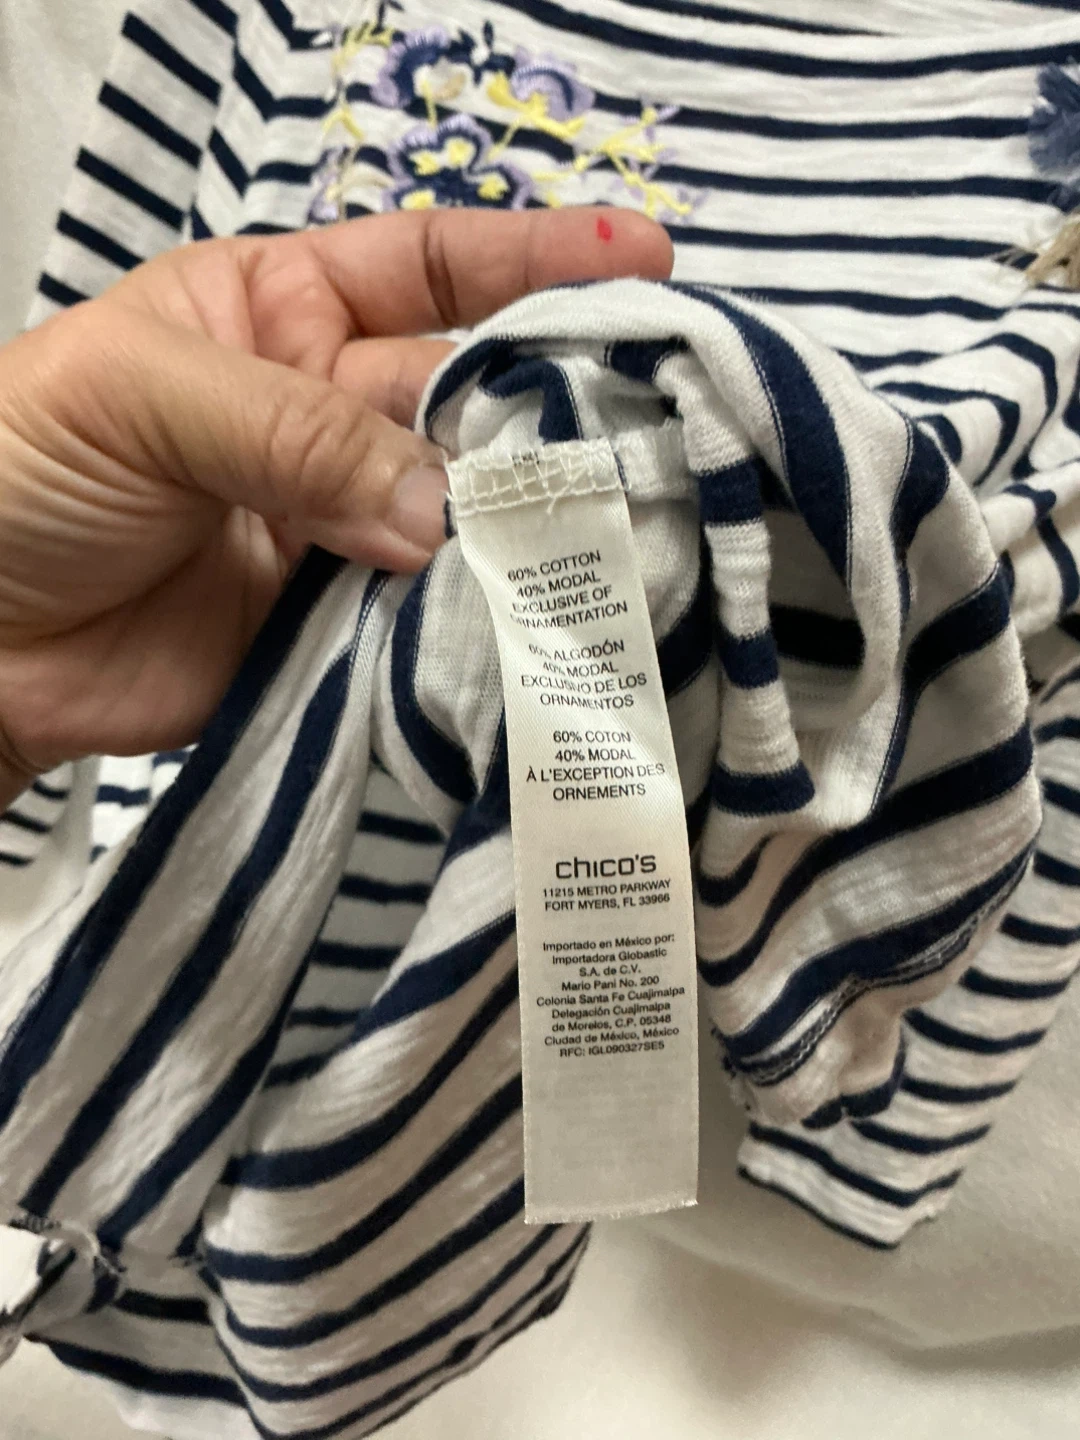 60% COTTON
40% MODAL
EXCLUSIVE OF
ORNAMENTATION
60% ALGODÓN
40% MODAL
EXCLUSIVO DE LOS
ORNAMENTOS
60% COTON
40% MODAL
À L'EXCEPTION DES
ORNEMENTS
chico's
11215 METRO PARKWAY
FORT MYERS, FL 33966
Importado en México por:
Importadora Globastic
S.A. de C.V.
Mario Pani No. 200
Colonia Santa Fe Cuajimalpa
Delegación Cuajimalpa
de Morelos, C.P. 05348
Ciudad de México, México
RFC: IGL090327SE5